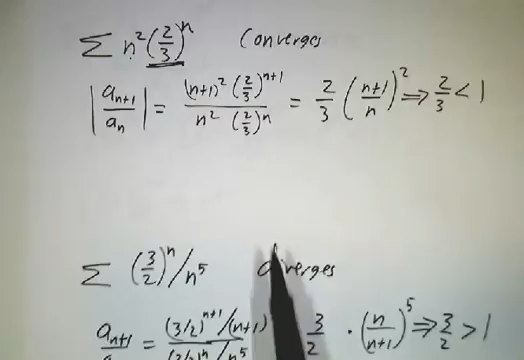 ∑ n²(2/3)ⁿ Converges
|aₙ₊₁/aₙ| = (n+1)²(2/3)ⁿ⁺¹ / n²(2/3)ⁿ = 2/3 ((n+1)/n)² ⇒ 2/3 < 1
∑ (3/2)ⁿ/n⁵ diverges
aₙ₊₁/a = (3/2)ⁿ⁺¹/(n+1) / (3/2)ⁿ/n⁵ 3/2 · (n/(n+1))⁵ ⇒ 3/2 > 1